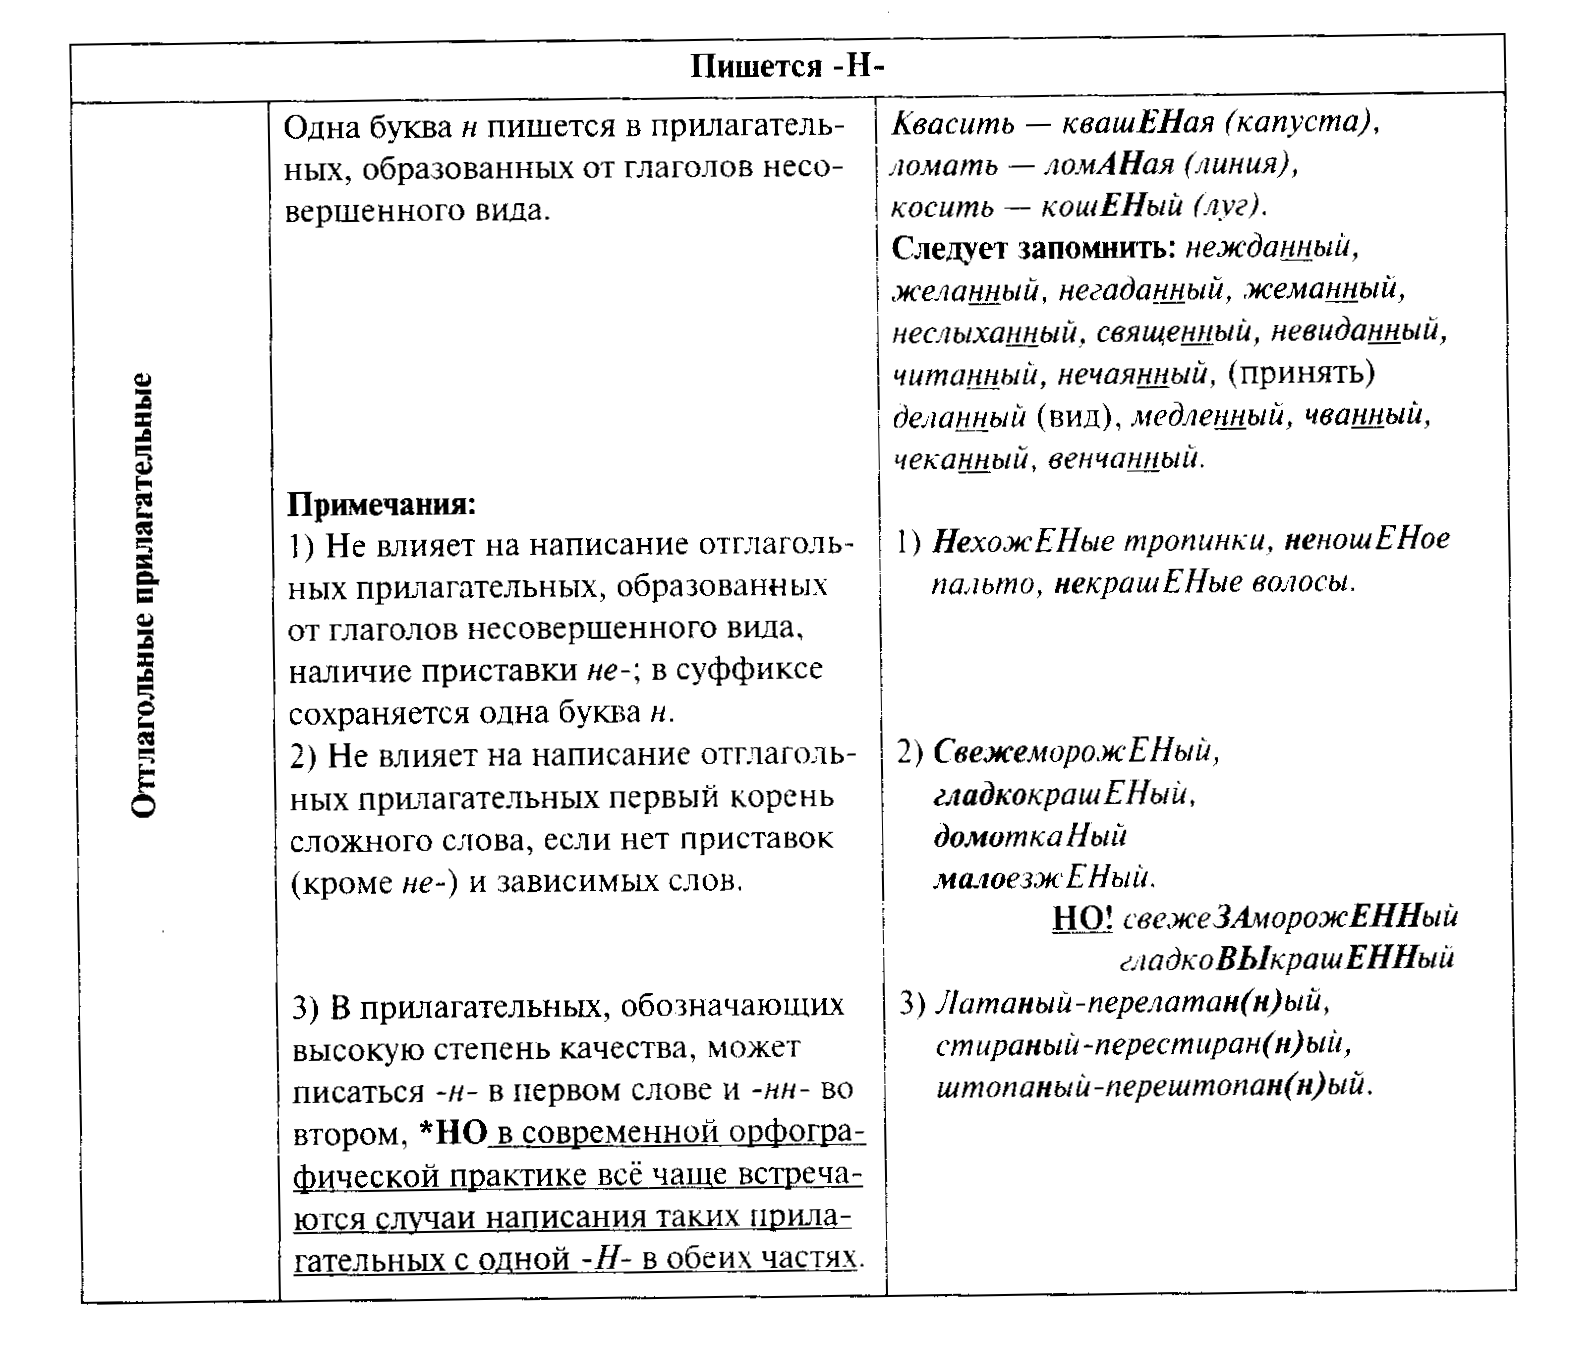 Пишется -Н-
Отглагольные прилагательные
Одна буква н пишется в прилагатель-
ных, образованных от глаголов несо-
вершенного вида.
Квасить — квашЕНая (капуста),
ломать — ломАНая (линия),
косить — кошЕНый (луг).
Следует запомнить: нежданный,
желанный, негаданный, жеманный,
неслыханный, священный, невиданный,
читанный, нечаянный, (принять)
деланный (вид), медленный, чванный,
чеканный, венчанный.
Примечания:
1) Не влияет на написание отглаголь-
ных прилагательных, образованных
от глаголов несовершенного вида,
наличие приставки не-; в суффиксе
сохраняется одна буква н.
1) НехожЕНые тропинки, неношЕНое
пальто, некрашЕНые волосы.
2) Не влияет на написание отглаголь-
ных прилагательных первый корень
сложного слова, если нет приставок
(кроме не-) и зависимых слов.
2) СвежеморожЕНый,
гладкокрашЕНый,
домоткаНый
малоезжЕНый.
НО! свежеЗАморожЕННый
гладкоВЫкрашЕННый
3) В прилагательных, обозначающих
высокую степень качества, может
писаться -н- в первом слове и -нн- во
втором, *НО в современной орфогра-
фической практике всё чаще встреча-
ются случаи написания таких прила-
гательных с одной -Н- в обеих частях.
3) Латаный-перелатан(н)ый,
стираный-перестиран(н)ый,
штопаный-перештопан(н)ый.